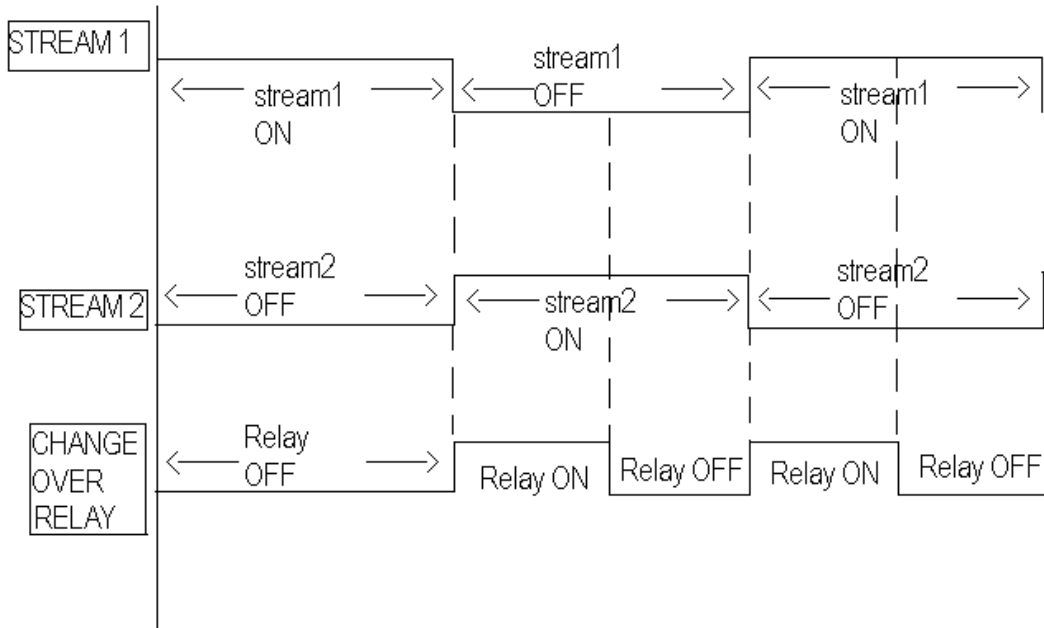 STREAM 1
stream1
ON
stream1
OFF
stream1
ON
STREAM 2
stream2
OFF
stream2
ON
stream2
OFF
CHANGE
OVER
RELAY
Relay
OFF
Relay ON
Relay OFF
Relay ON
Relay OFF